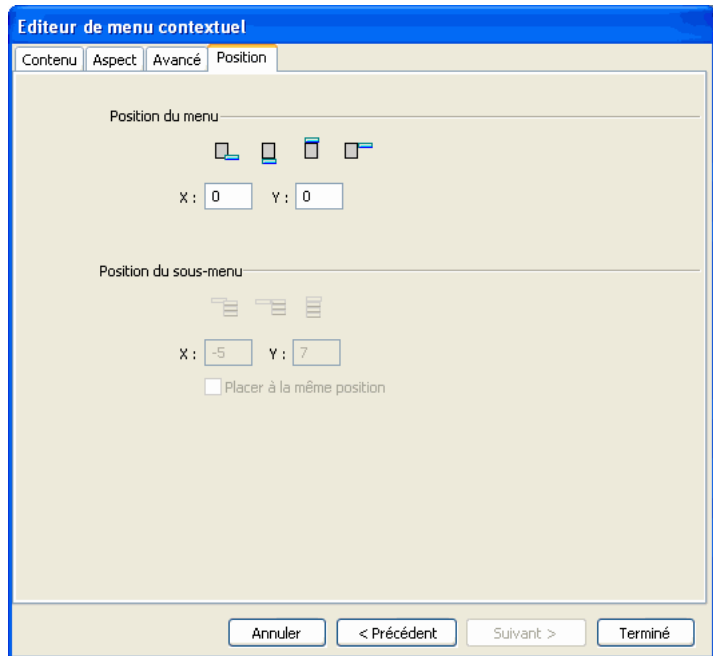 Editeur de menu contextuel
Contenu Aspect Avancé Position
Position du menu
X : 0 Y : 0
Position du sous-menu
X : -5 Y : 7
Placer à la même position
Annuler < Précédent Suivant > Terminé